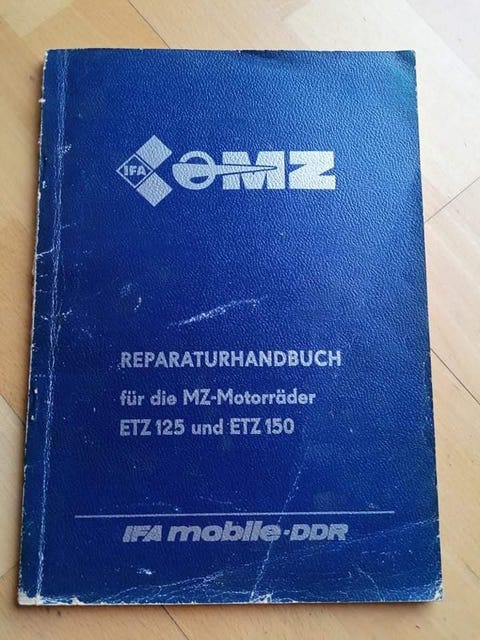 IFA MZ
REPARATURHANDBUCH
für die MZ-Motorräder
ETZ 125 und ETZ 150
IFA mobile-DDR